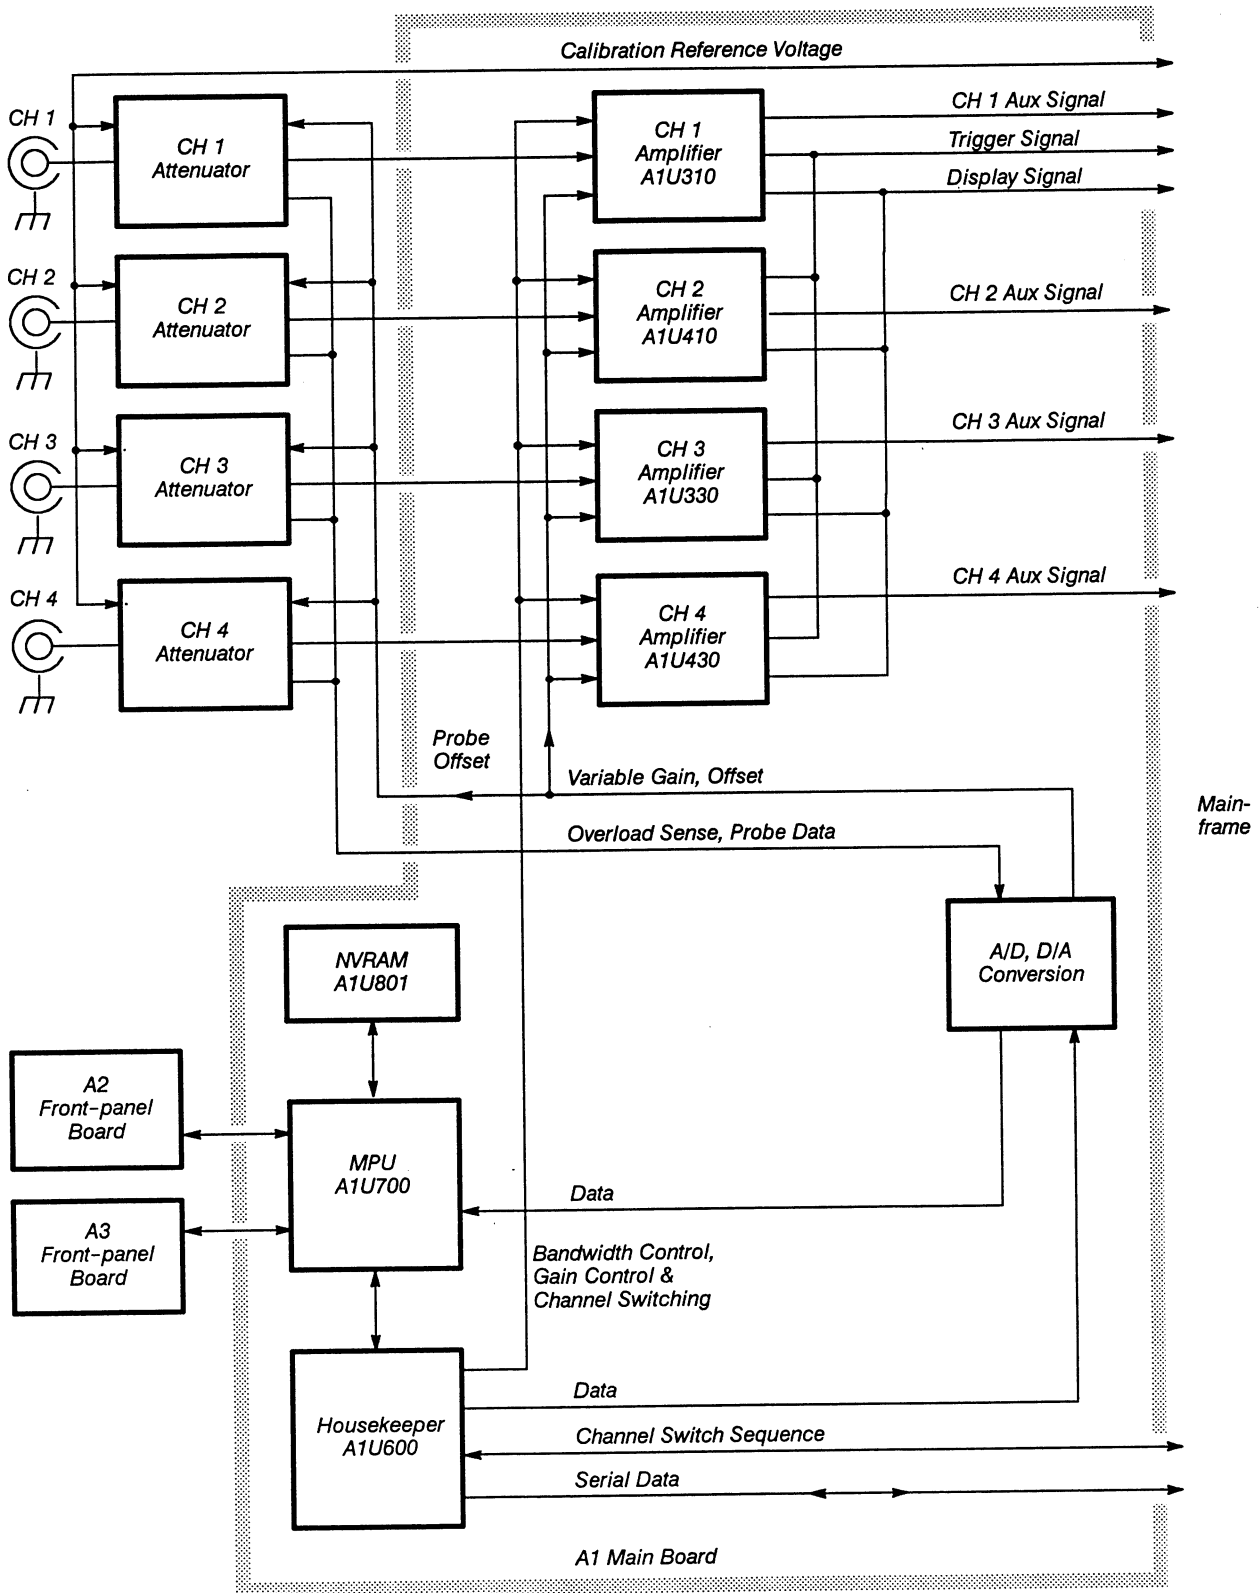 Calibration Reference Voltage
CH 1
CH 1
Attenuator
CH 1
Amplifier
A1U310
CH 1 Aux Signal
Trigger Signal
Display Signal
CH 2
CH 2
Attenuator
CH 2
Amplifier
A1U410
CH 2 Aux Signal
CH 3
CH 3
Attenuator
CH 3
Amplifier
A1U330
CH 3 Aux Signal
CH 4
CH 4
Attenuator
CH 4
Amplifier
A1U430
CH 4 Aux Signal
Probe
Offset
Variable Gain, Offset
Main-
frame
Overload Sense, Probe Data
NVRAM
A1U801
A/D, D/A
Conversion
A2
Front-panel
Board
MPU
A1U700
Data
A3
Front-panel
Board
Bandwidth Control,
Gain Control &
Channel Switching
Housekeeper
A1U600
Data
Channel Switch Sequence
Serial Data
A1 Main Board